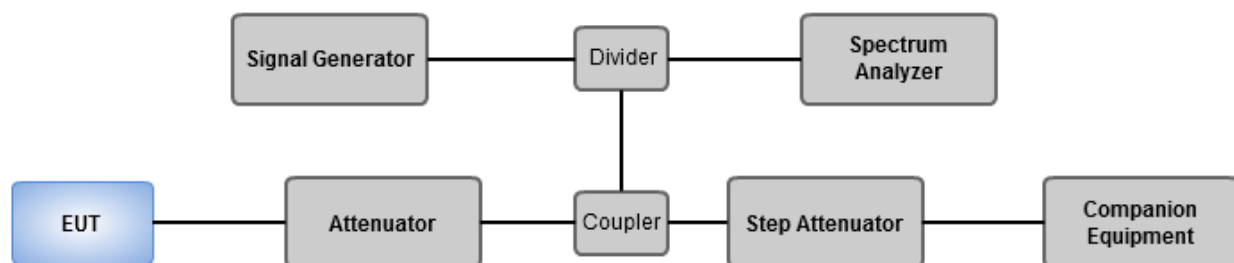 Signal Generator
Divider
Spectrum
Analyzer
EUT
Attenuator
Coupler
Step Attenuator
Companion
Equipment